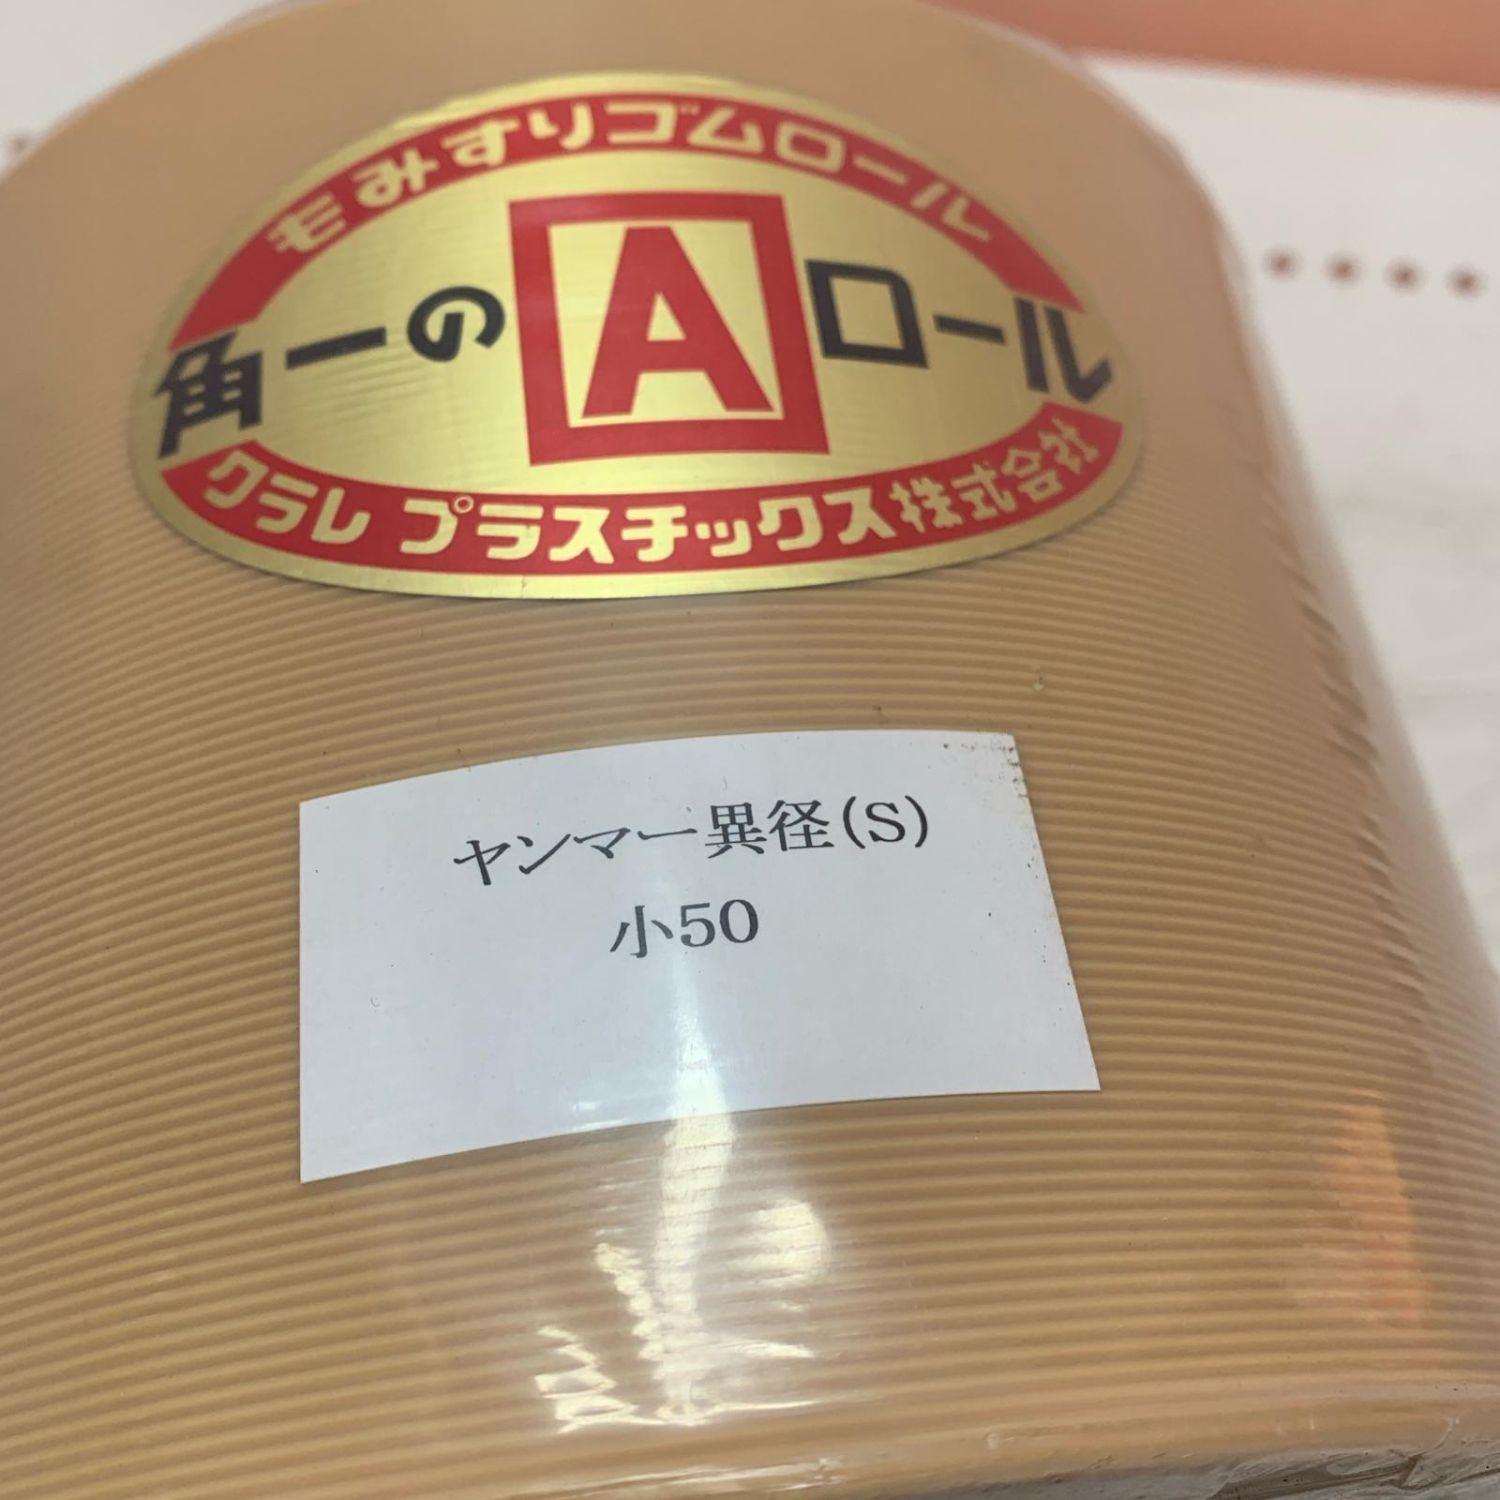 モみすりゴムロール
角一のAロール
クラレプラスチックス株式会社
ヤンマー異径(S)
小50